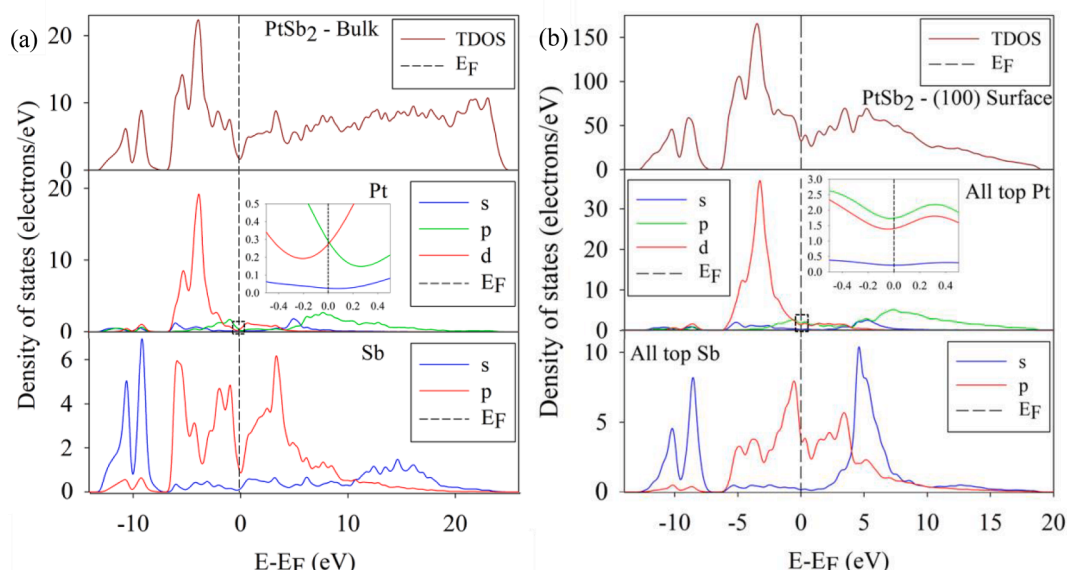 (a)
PtSb2 - Bulk
TDOS
EF
20
10
0
Density of states (electrons/eV)
Pt
s
p
d
EF
20
10
0
0.5
0.4
0.3
0.2
0.1
0.0
-0.4 -0.2 0.0 0.2 0.4
Sb
s
p
EF
6
4
2
0
-10 0 10 20
E-EF (eV)
(b)
TDOS
EF
PtSb2 - (100) Surface
150
100
50
0
Density of states (electrons/eV)
s
p
d
EF
All top Pt
30
20
10
0
3.0
2.5
2.0
1.5
1.0
0.5
0.0
-0.4 -0.2 0.0 0.2 0.4
All top Sb
s
p
EF
10
5
0
-10 -5 0 5 10 15 20
E-EF (eV)